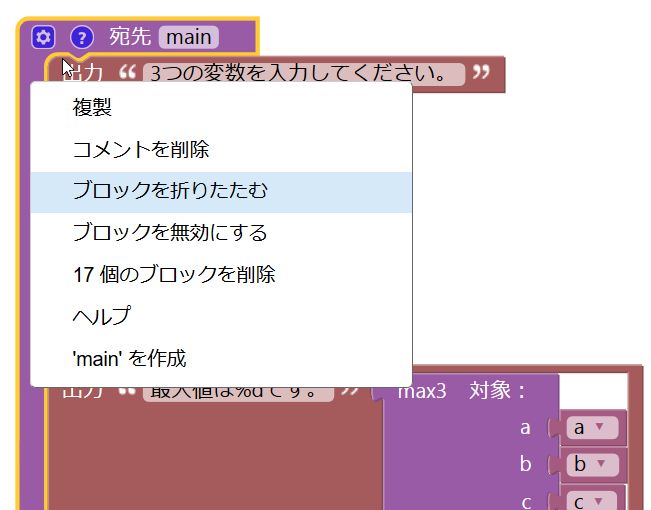 宛先 main
出力 “ 3つの変数を入力してください。 ”
複製
コメントを削除
ブロックを折りたたむ
ブロックを無効にする
17 個のブロックを削除
ヘルプ
'main' を作成
出力 “ 最大値は%dです。 ” max3 対象：
a a
b b
c c